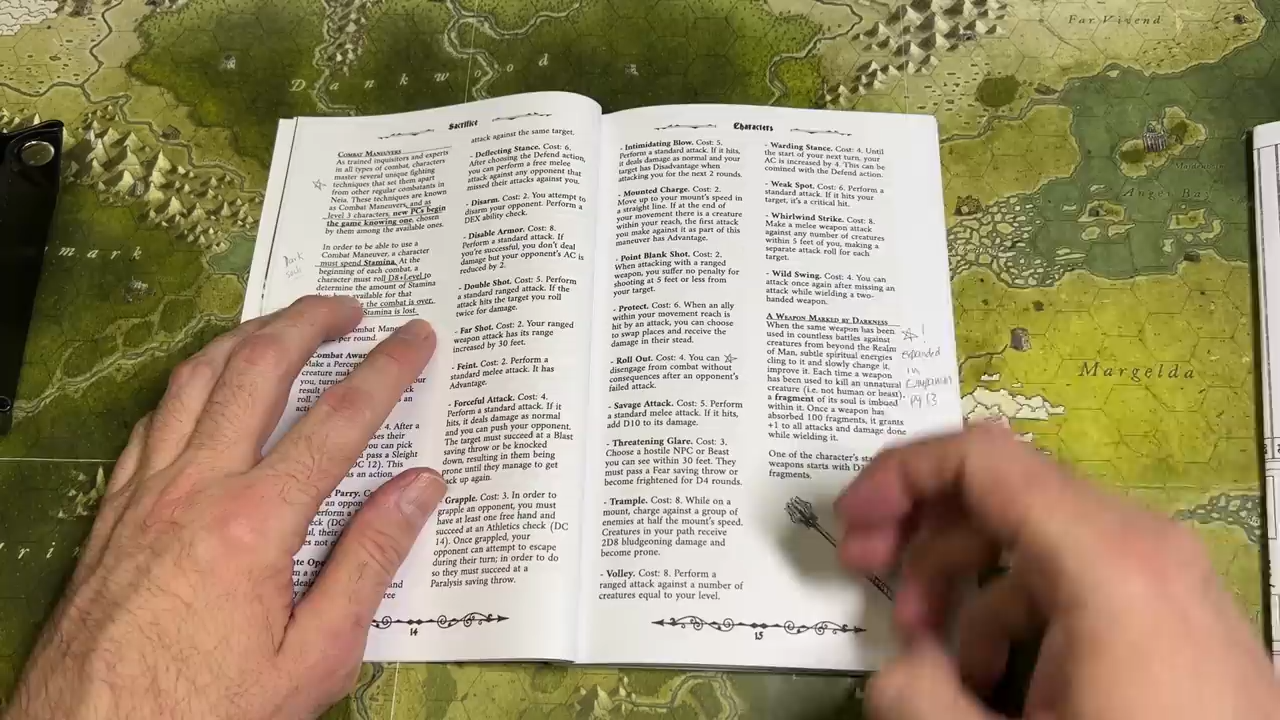 Far Vivend
Dankwood
mark
Anger Bay
Margelda
Sacrifice
Combat Maneuvers
As trained inquisitors and experts
in all types of combat, characters
master several unique fighting
techniques that set them apart
from other regular combatants in
Neia. These techniques are known
as Combat Maneuvers, and as
level 3 characters, new PCs begin
the game knowing one, chosen
by them among the available ones.
In order to be able to use a
Combat Maneuver, a character
must spend Stamina. At the
beginning of each combat, a
character must roll D8+Level to
determine the amount of Stamina
available for that
the combat is over,
Stamina is lost.
per round.
Dark
attack against the same target.
- Deflecting Stance. Cost: 6.
After choosing the Defend action,
you can perform a free melee
attack against any opponent that
missed their attacks against you.
- Disarm. Cost: 2. You attempt to
disarm your opponent. Perform a
DEX ability check.
- Disable Armor. Cost: 8.
Perform a standard attack. If
you're successful, you don't deal
damage but your opponent's AC is
reduced by 2.
- Double Shot. Cost: 5. Perform
a standard ranged attack. If the
attack hits the target you roll
twice for damage.
- Far Shot. Cost: 2. Your ranged
weapon attack has its range
increased by 30 feet.
- Feint. Cost: 2. Perform a
standard melee attack. It has
Advantage.
- Forceful Attack. Cost: 4.
Perform a standard attack. If it
hits, it deals damage as normal
and you can push your opponent.
The target must succeed at a Blast
saving throw or be knocked
down, resulting in them being
prone until they manage to get
back up again.
Grapple. Cost: 3. In order to
grapple an opponent, you must
have at least one free hand and
succeed at an Athletics check (DC
14). Once grappled, your
opponent can attempt to escape
during their turn; in order to do
so they must succeed at a
Paralysis saving throw.
14
Characters
- Intimidating Blow. Cost: 5.
Perform a standard attack. If it hits,
it deals damage as normal and your
target has Disadvantage when
attacking you for the next 2 rounds.
- Mounted Charge. Cost: 2.
Move up to your mount's speed in
a straight line. If at the end of
your movement there is a creature
within your reach, the first attack
you make against it as part of this
maneuver has Advantage.
- Point Blank Shot. Cost: 2.
When attacking with a ranged
weapon, you suffer no penalty for
shooting at 5 feet or less from
your target.
- Protect. Cost: 6. When an ally
within your movement reach is
hit by an attack, you can choose
to swap places and receive the
damage in their stead.
- Roll Out. Cost: 4. You can
disengage from combat without
consequences after an opponent's
failed attack.
- Savage Attack. Cost: 5. Perform
a standard melee attack. If it hits,
add D10 to its damage.
- Threatening Glare. Cost: 3.
Choose a hostile NPC or Beast
you can see within 30 feet. They
must pass a Fear saving throw or
become frightened for D4 rounds.
- Trample. Cost: 8. While on a
mount, charge against a group of
enemies at half the mount's speed.
Creatures in your path receive
2D8 bludgeoning damage and
become prone.
- Volley. Cost: 8. Perform a
ranged attack against a number of
creatures equal to your level.
- Warding Stance. Cost: 4. Until
the start of your next turn, your
AC is increased by 4. This can be
comined with the Defend action.
- Weak Spot. Cost: 6. Perform a
standard attack. If it hits your
target, it's a critical hit.
- Whirlwind Strike. Cost: 8.
Make a melee weapon attack
against any number of creatures
within 5 feet of you, making a
separate attack roll for each
target.
- Wild Swing. Cost: 4. You can
attack once again after missing an
attack while wielding a two-
handed weapon.
A Weapon Marked by Darkness
When the same weapon has been
used in countless battles against
creatures from beyond the Realm
of Man, subtle spiritual energies
cling to it and slowly change it,
improve it. Each time a weapon
has been used to kill an unnatural
creature (i.e. not human or beast),
a fragment of its soul is imbued
within it. Once a weapon has
absorbed 100 fragments, it grants
+1 to all attacks and damage done
while wielding it.
One of the character's
weapons starts with
fragments.
!
expanded
in
Companion
pg 13
15